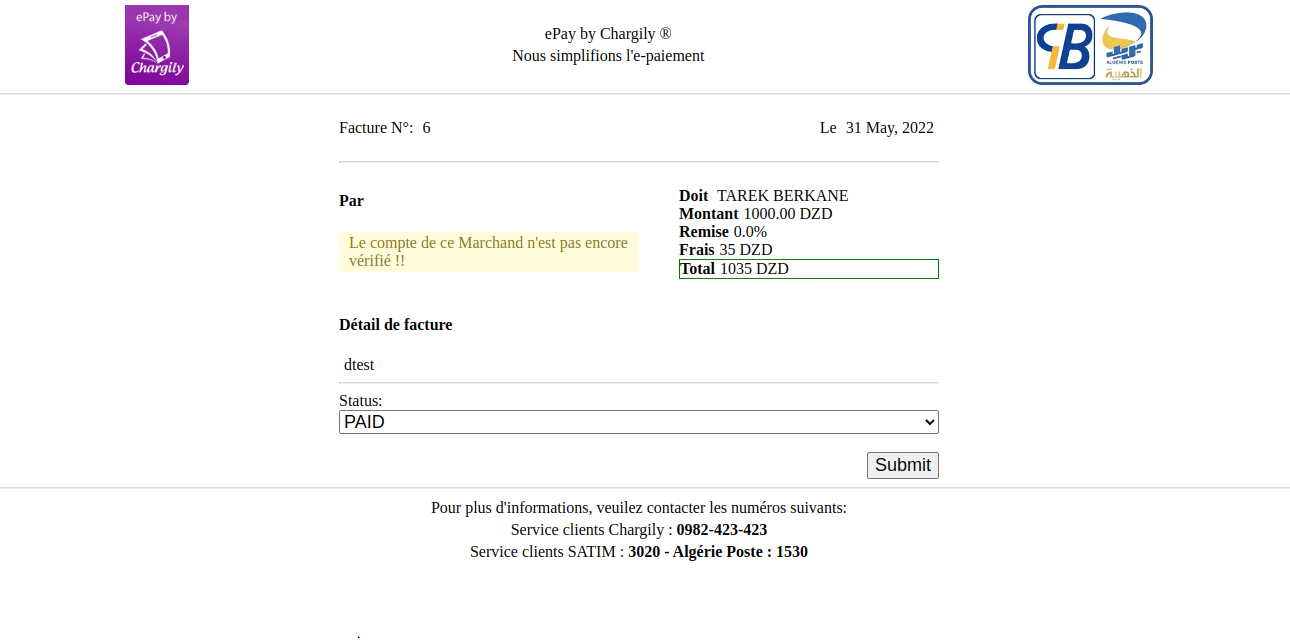 ePay by
Chargily
ePay by Chargily ®
Nous simplifions l'e-paiement
CIB
ALGÉRIE POSTE
الذهبية
Facture N°: 6
Le 31 May, 2022
Par
Le compte de ce Marchand n'est pas encore
vérifié !!
Doit TAREK BERKANE
Montant 1000.00 DZD
Remise 0.0%
Frais 35 DZD
Total 1035 DZD
Détail de facture
dtest
Status:
PAID
Submit
Pour plus d'informations, veuilez contacter les numéros suivants:
Service clients Chargily : 0982-423-423
Service clients SATIM : 3020 - Algérie Poste : 1530